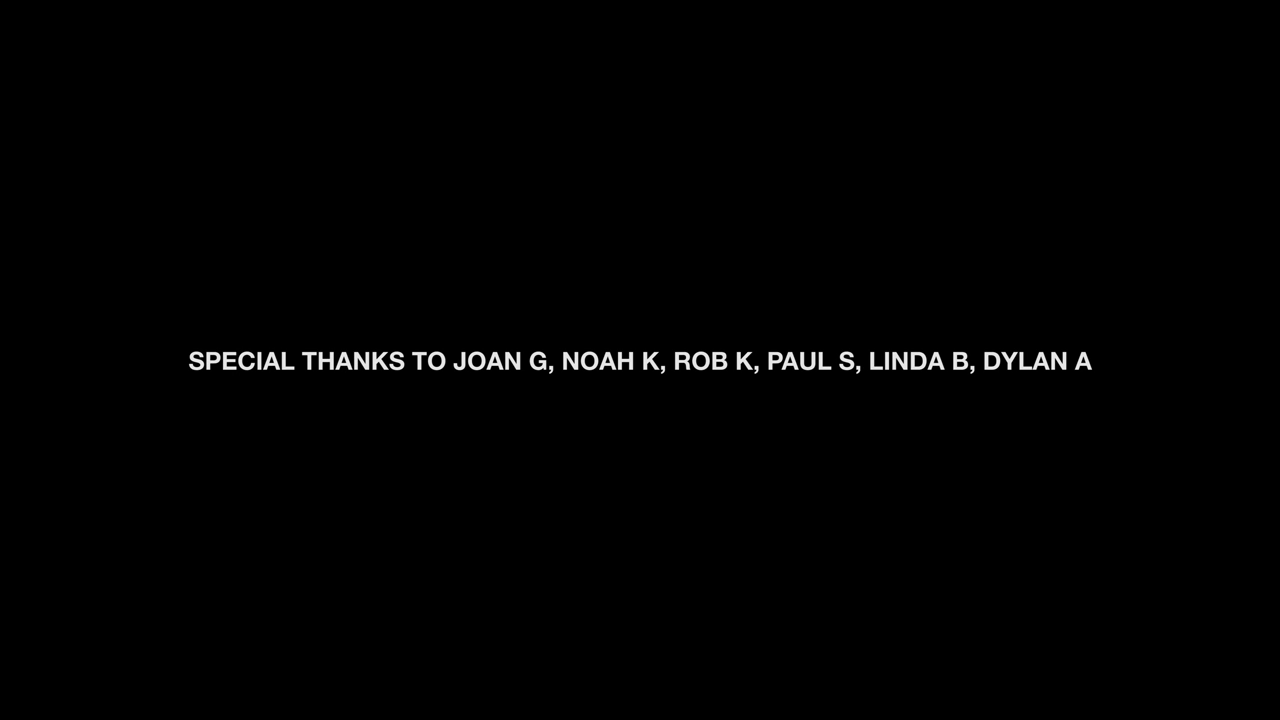 SPECIAL THANKS TO JOAN G, NOAH K, ROB K, PAUL S, LINDA B, DYLAN A